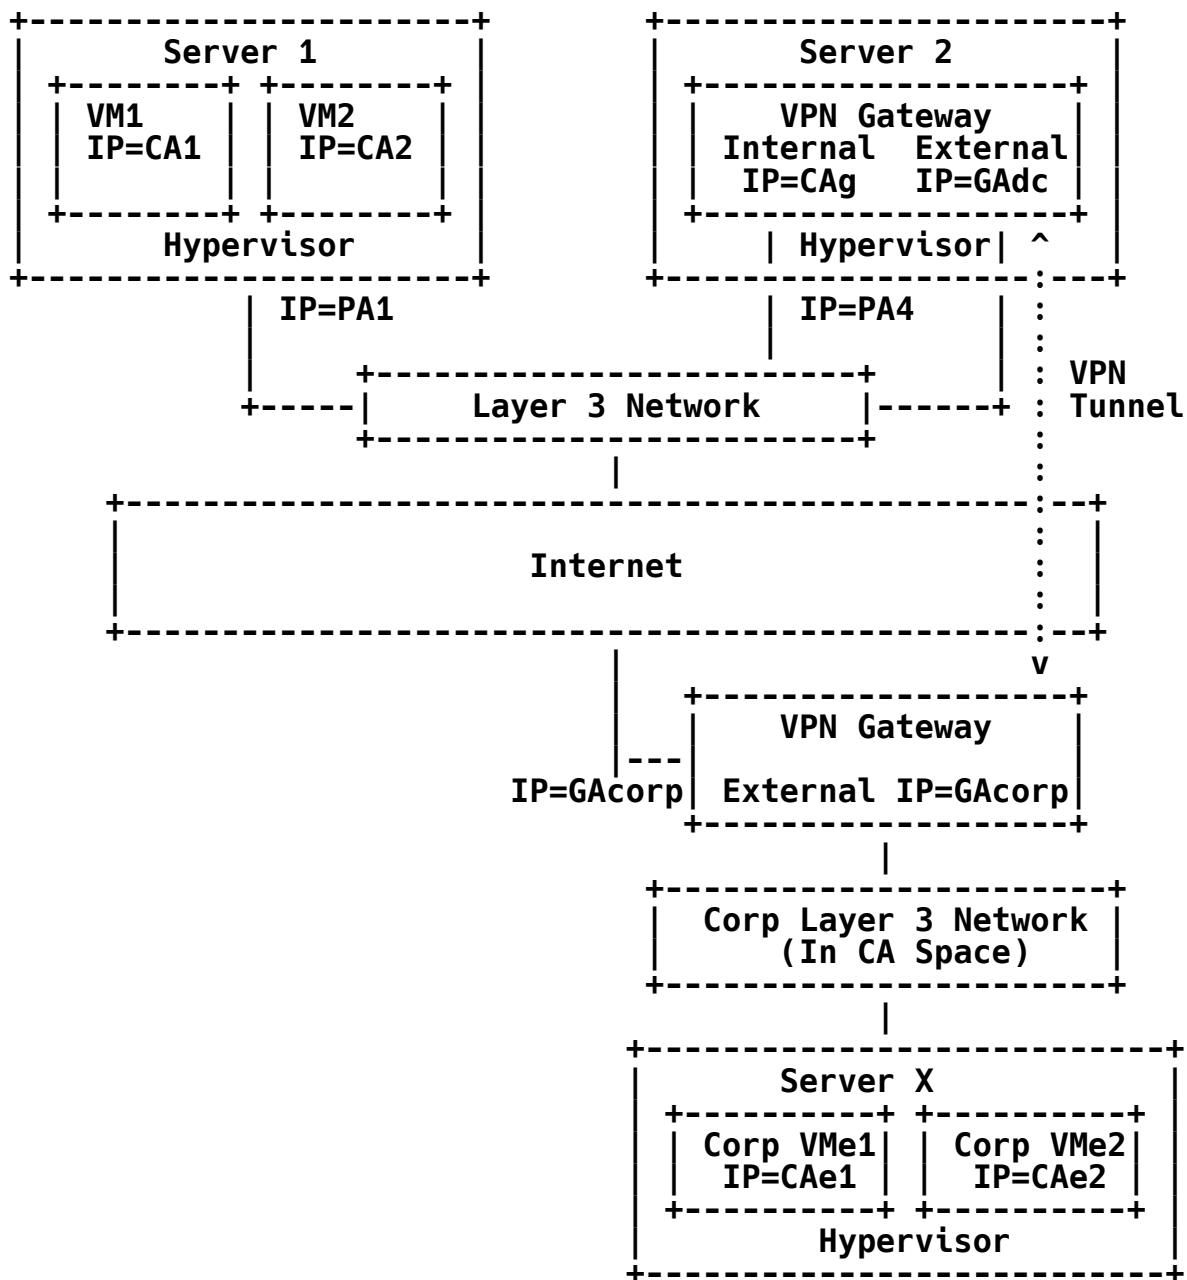 Server 1 Server 2
VM1 VM2 VPN Gateway
IP=CA1 IP=CA2 Internal External
IP=CAg IP=GAdc
Hypervisor Hypervisor
IP=PA1 IP=PA4
VPN
Layer 3 Network Tunnel
Internet
VPN Gateway
IP=GAcorp External IP=GAcorp
Corp Layer 3 Network
(In CA Space)
Server X
Corp VMe1 Corp VMe2
IP=CAe1 IP=CAe2
Hypervisor